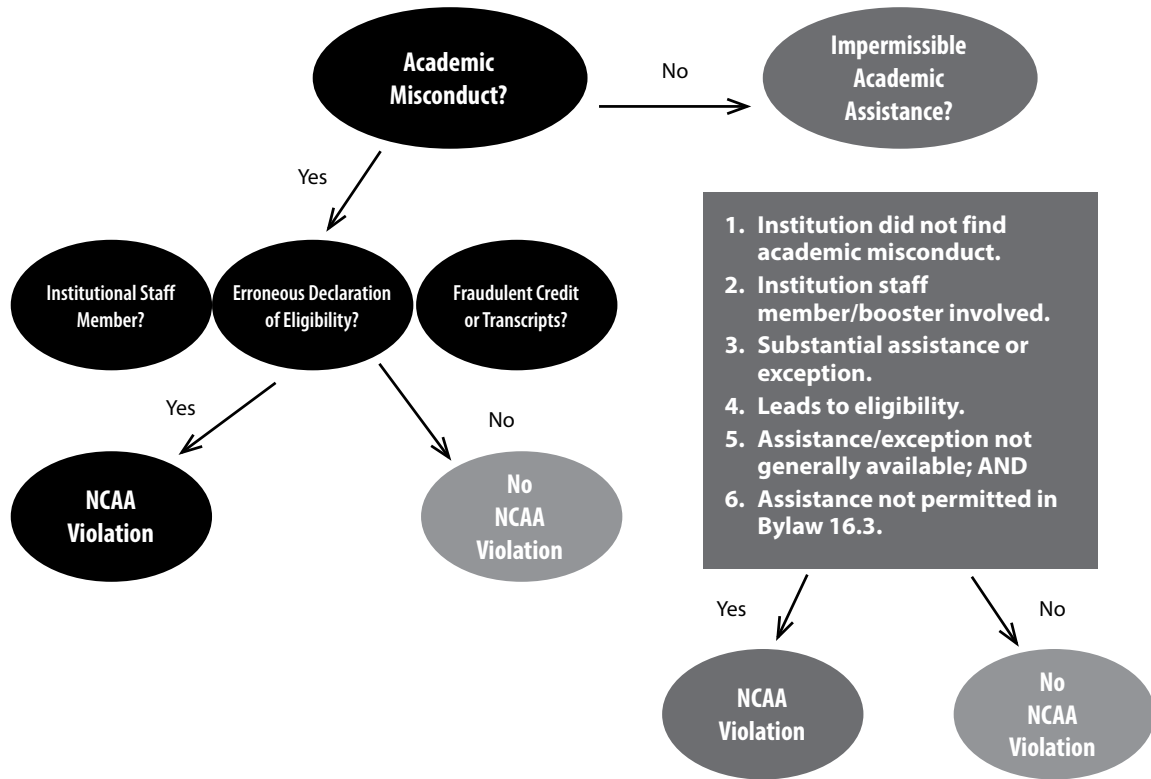 Academic
Misconduct?
No
Impermissible
Academic
Assistance?
Yes
Institutional Staff
Member?
Erroneous Declaration
of Eligibility?
Fraudulent Credit
or Transcripts?
Yes
No
NCAA
Violation
No
NCAA
Violation
1. Institution did not find
academic misconduct.
2. Institution staff
member/booster involved.
3. Substantial assistance or
exception.
4. Leads to eligibility.
5. Assistance/exception not
generally available; AND
6. Assistance not permitted in
Bylaw 16.3.
Yes
No
NCAA
Violation
No
NCAA
Violation